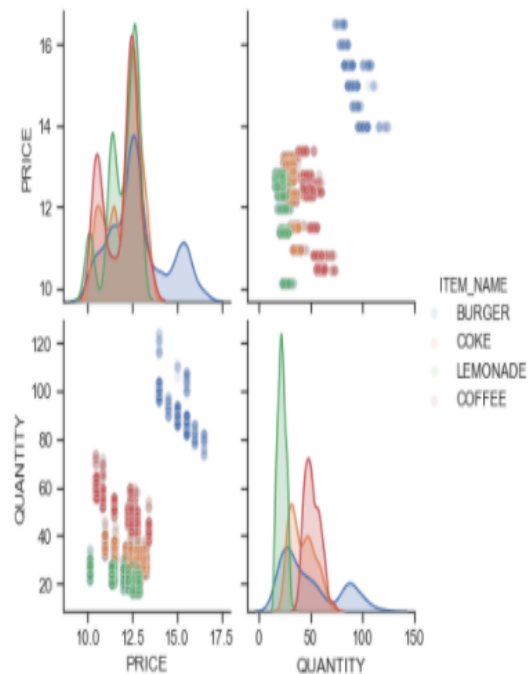 PRICE
16
14
12
10
QUANTITY
120
100
80
60
40
20
10.0 12.5 15.0 17.5
PRICE
0 50 100 150
QUANTITY
ITEM_NAME
BURGER
COKE
LEMONADE
COFFEE